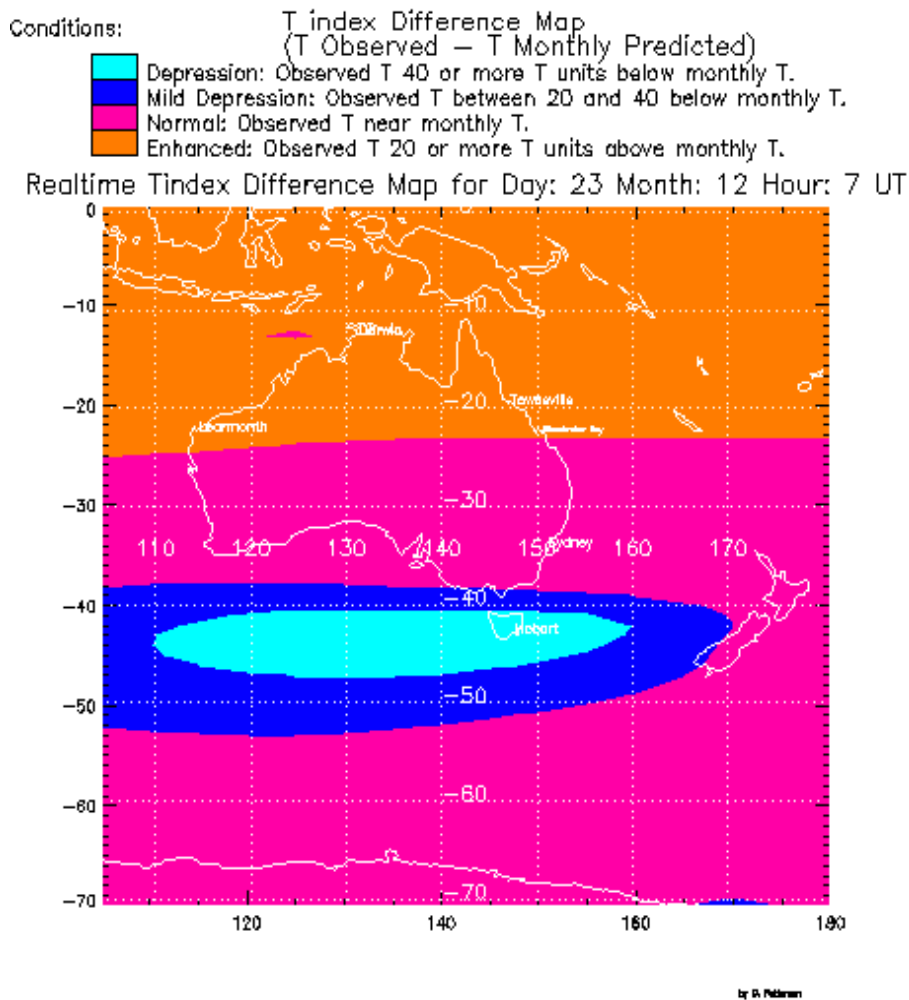 Conditions:
T index Difference Map
(T Observed – T Monthly Predicted)
Depression: Observed T 40 or more T units below monthly T.
Mild Depression: Observed T between 20 and 40 below monthly T.
Normal: Observed T near monthly T.
Enhanced: Observed T 20 or more T units above monthly T.
Realtime Tindex Difference Map for Day: 23 Month: 12 Hour: 7 UT
0
0
-10
-10
Darwin
-20
-20
Townsville
Learmonth
-30
-30
110 120 130 140 150 160 170
Sydney
-40
-40
Hobart
-50
-50
-60
-60
-70
-70
120 140 160 190